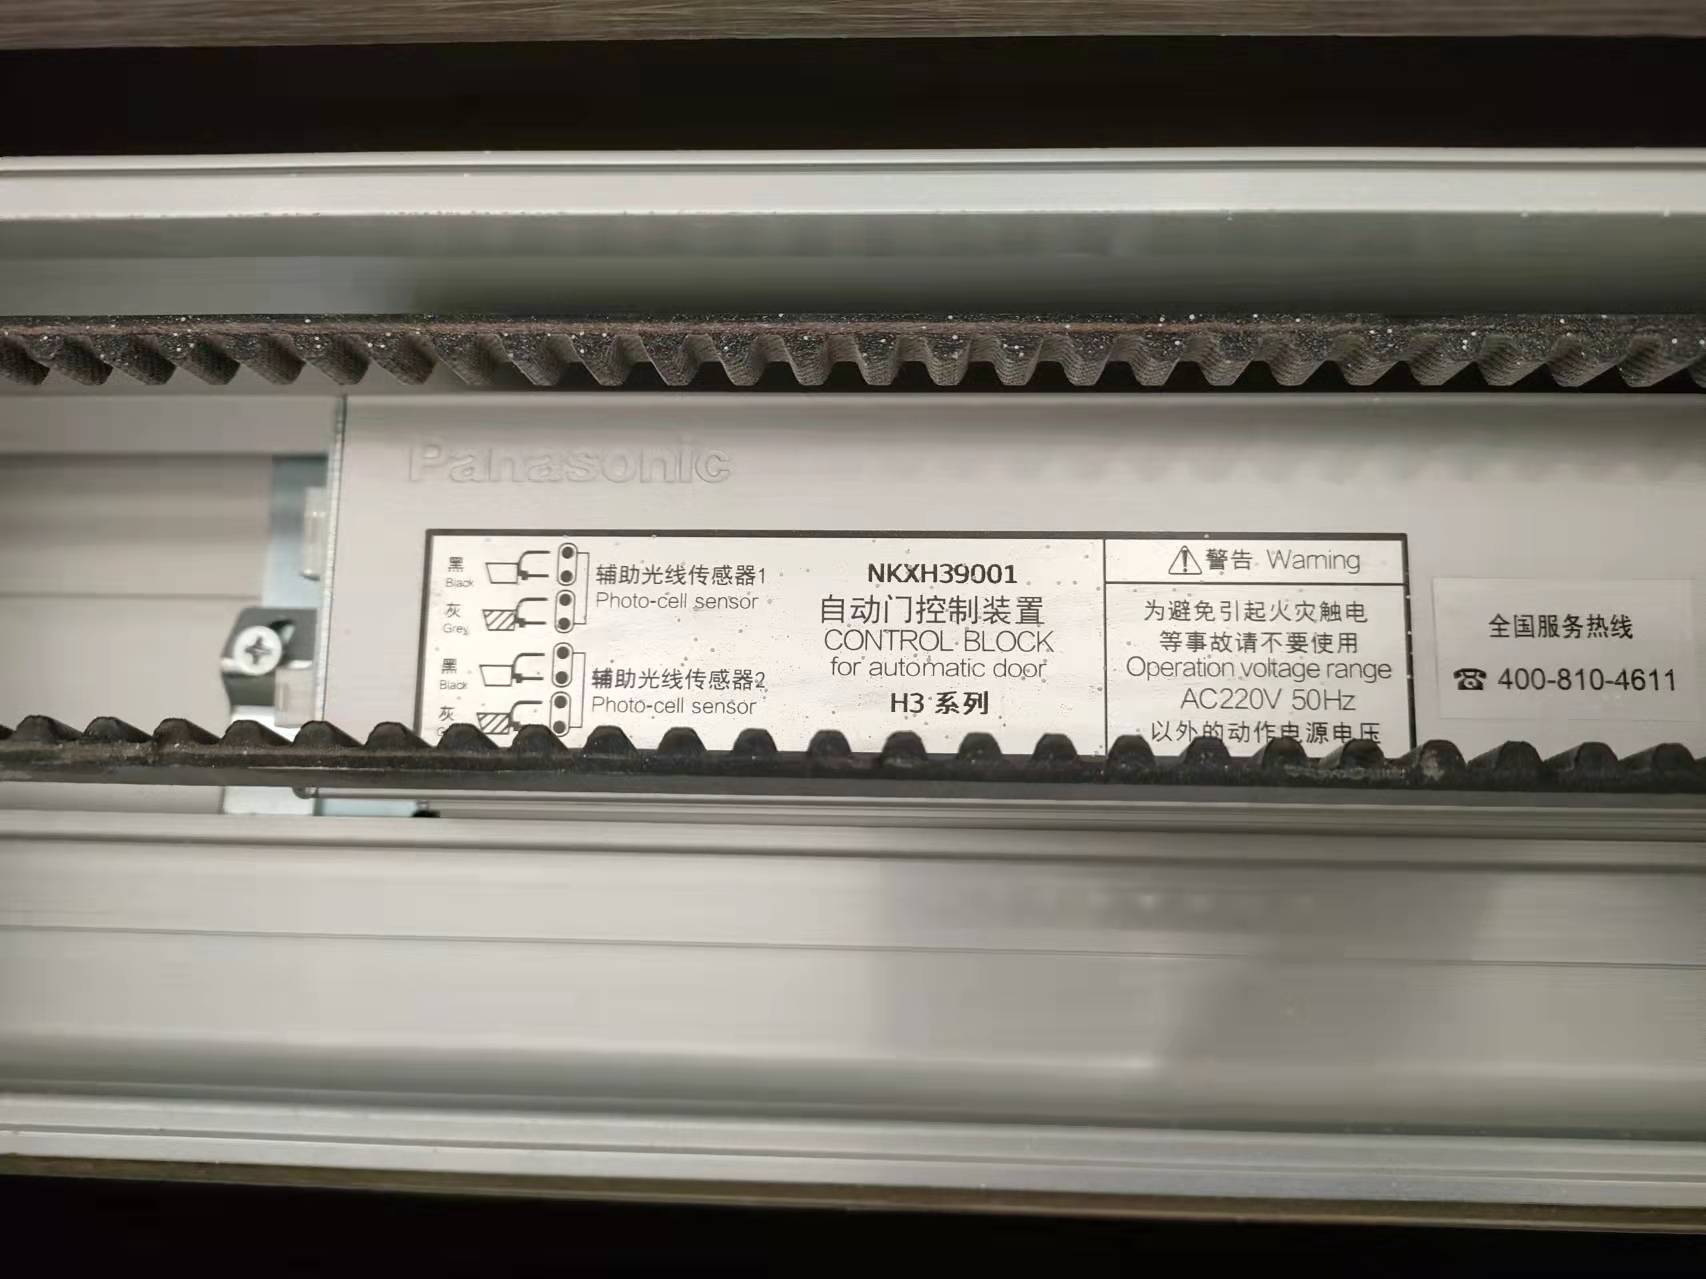 Panasonic
黑
Black
灰
Grey
辅助光线传感器1
Photo-cell sensor
黑
Black
灰
辅助光线传感器2
Photo-cell sensor
NKXH39001
自动门控制装置
CONTROL BLOCK
for automatic door
H3 系列
警告 Warning
为避免引起火灾触电
等事故请不要使用
Operation voltage range
AC220V 50Hz
以外的动作电源电压
全国服务热线
☎ 400-810-4611